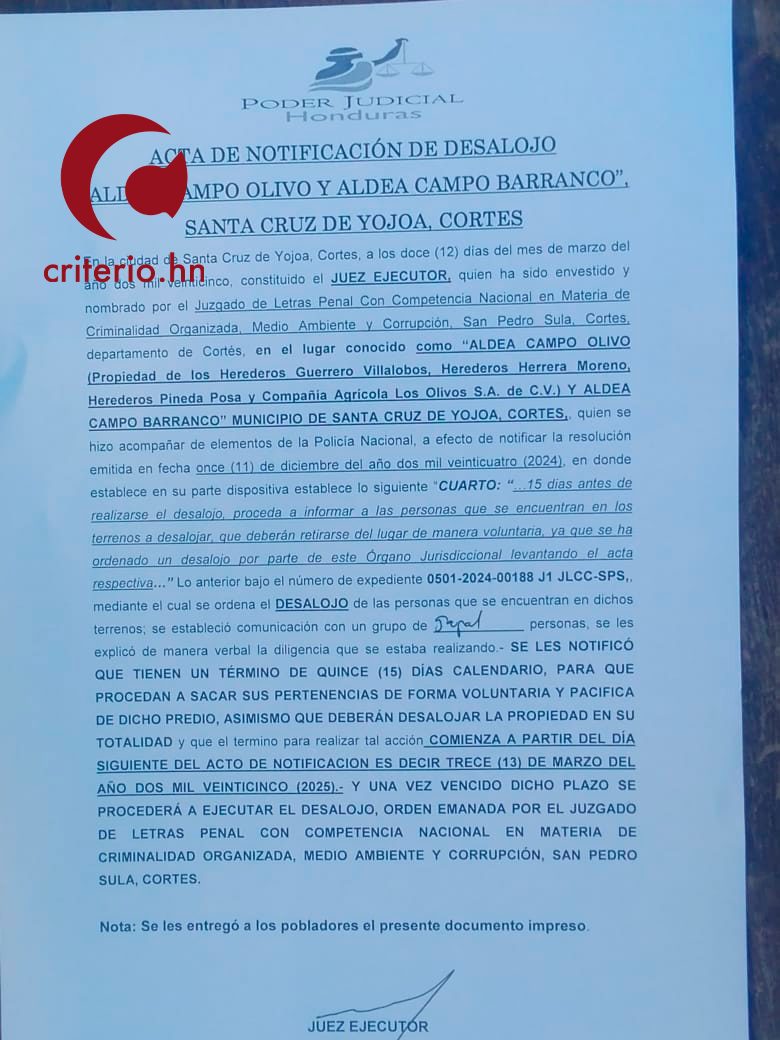 PODER JUDICIAL
Honduras
ACTA DE NOTIFICACIÓN DE DESALOJO
CAMPO OLIVO Y ALDEA CAMPO BARRANCO”,
SANTA CRUZ DE YOJOA, CORTES
criterio.hn
En la ciudad de Santa Cruz de Yojoa, Cortes, a los doce (12) días del mes de marzo del
año dos mil veinticinco, constituido el JUEZ EJECUTOR, quien ha sido envestido y
nombrado por el Juzgado de Letras Penal Con Competencia Nacional en Materia de
Criminalidad Organizada, Medio Ambiente y Corrupción, San Pedro Sula, Cortes,
departamento de Cortés, en el lugar conocido como “ALDEA CAMPO OLIVO
(Propiedad de los Herederos Guerrero Villalobos, Herederos Herrera Moreno,
Herederos Pineda Posa y Compañia Agrícola Los Olivos S.A. de C.V.) Y ALDEA
CAMPO BARRANCO” MUNICIPIO DE SANTA CRUZ DE YOJOA, CORTES,, quien se
hizo acompañar de elementos de la Policía Nacional, a efecto de notificar la resolución
emitida en fecha once (11) de diciembre del año dos mil veinticuatro (2024), en donde
establece en su parte dispositiva establece lo siguiente “CUARTO: “...15 dias antes de
realizarse el desalojo, proceda a informar a las personas que se encuentran en los
terrenos a desalojar, que deberán retirarse del lugar de manera voluntaria, ya que se ha
ordenado un desalojo por parte de este Órgano Jurisdiccional levantando el acta
respectiva...” Lo anterior bajo el número de expediente 0501-2024-00188 J1 JLCC-SPS,,
mediante el cual se ordena el DESALOJO de las personas que se encuentran en dichos
terrenos; se estableció comunicación con un grupo de personas, se les
explicó de manera verbal la diligencia que se estaba realizando.- SE LES NOTIFICÓ
QUE TIENEN UN TÉRMINO DE QUINCE (15) DÍAS CALENDARIO, PARA QUE
PROCEDAN A SACAR SUS PERTENENCIAS DE FORMA VOLUNTARIA Y PACIFICA
DE DICHO PREDIO, ASIMISMO QUE DEBERÁN DESALOJAR LA PROPIEDAD EN SU
TOTALIDAD y que el termino para realizar tal acción COMIENZA A PARTIR DEL DÍA
SIGUIENTE DEL ACTO DE NOTIFICACION ES DECIR TRECE (13) DE MARZO DEL
AÑO DOS MIL VEINTICINCO (2025).- Y UNA VEZ VENCIDO DICHO PLAZO SE
PROCEDERÁ A EJECUTAR EL DESALOJO, ORDEN EMANADA POR EL JUZGADO
DE LETRAS PENAL CON COMPETENCIA NACIONAL EN MATERIA DE
CRIMINALIDAD ORGANIZADA, MEDIO AMBIENTE Y CORRUPCIÓN, SAN PEDRO
SULA, CORTES.
Nota: Se les entregó a los pobladores el presente documento impreso.
JUEZ EJECUTOR